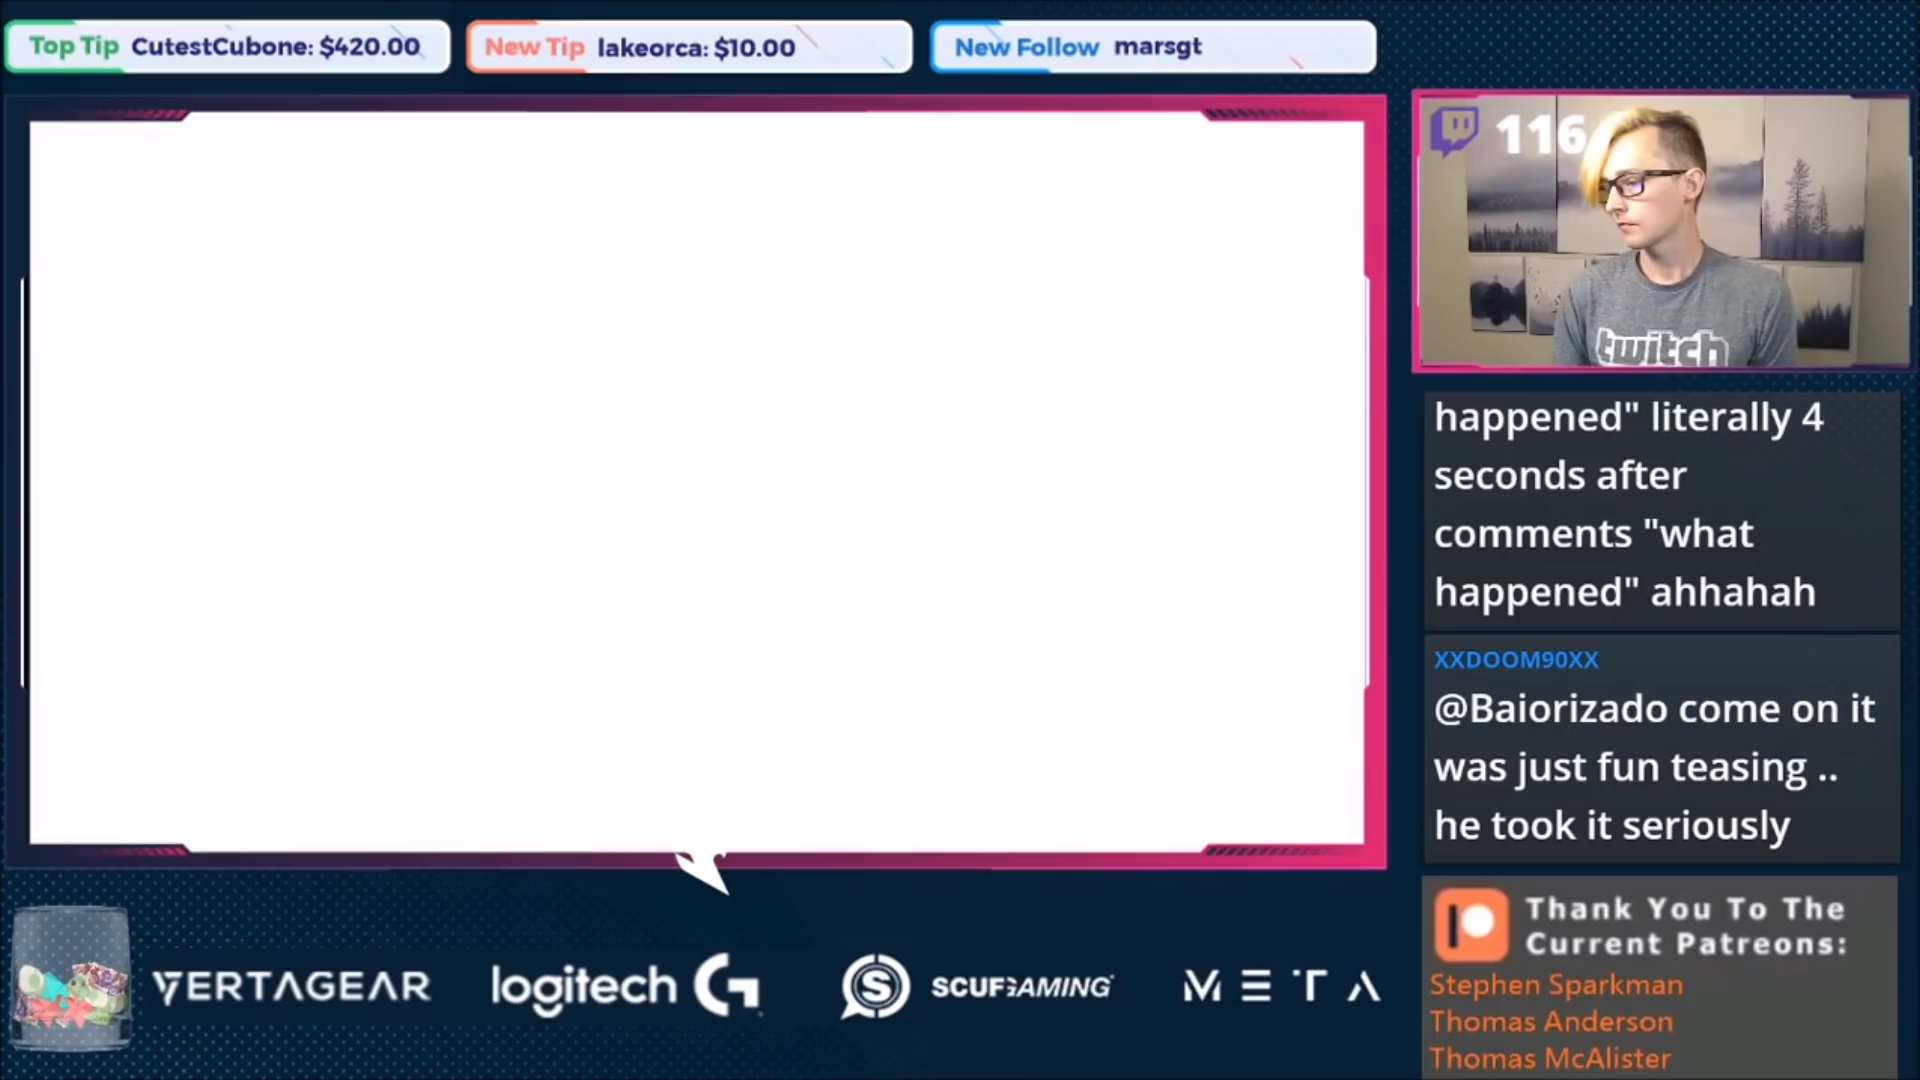 Top Tip CutestCubone: $420.00
New Tip lakeorca: $10.00
New Follow marsgt
116
twitch
happened" literally 4
seconds after
comments "what
happened" ahhahah
XXDOOM90XX
@Baiorizado come on it
was just fun teasing ..
he took it seriously
Thank You To The
Current Patreons:
Stephen Sparkman
Thomas Anderson
Thomas McAlister
VERTAGEAR
logitech G
S SCUF GAMING
META